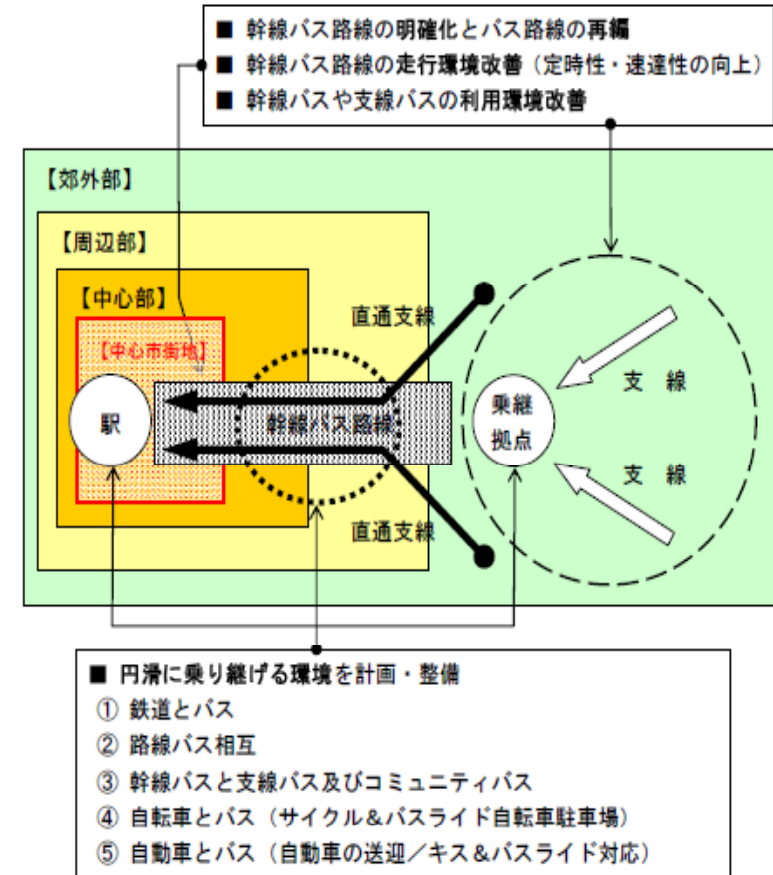 ■ 幹線バス路線の明確化とバス路線の再編
■ 幹線バス路線の走行環境改善（定時性・速達性の向上）
■ 幹線バスや支線バスの利用環境改善
【郊外部】
【周辺部】
【中心部】
【中心市街地】
直通支線
駅
幹線バス路線
乗継
拠点
支　線
支　線
直通支線
■ 円滑に乗り継げる環境を計画・整備
① 鉄道とバス
② 路線バス相互
③ 幹線バスと支線バス及びコミュニティバス
④ 自転車とバス（サイクル＆バスライド自転車駐車場）
⑤ 自動車とバス（自動車の送迎／キス＆バスライド対応）